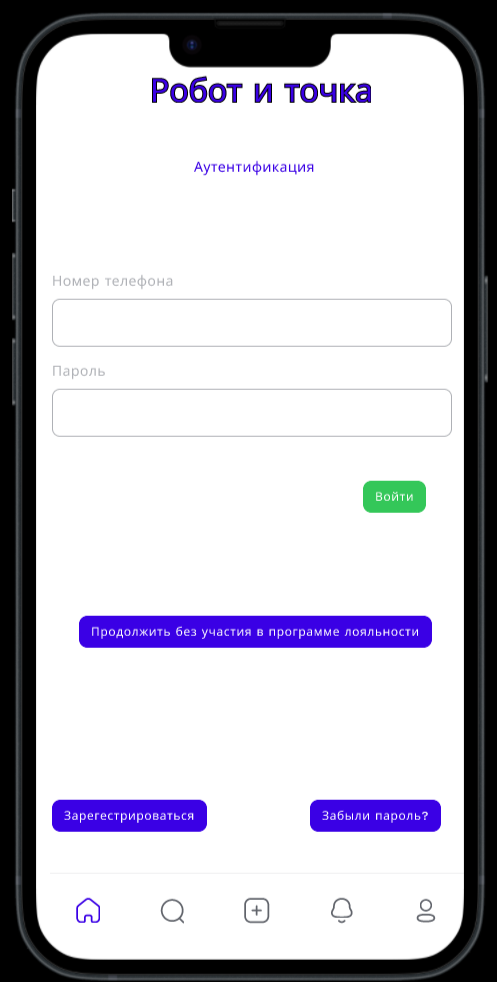 Робот и точка
Аутентификация
Номер телефона
Пароль
Войти
Продолжить без участия в программе лояльности
Зарегестрироваться
Забыли пароль?